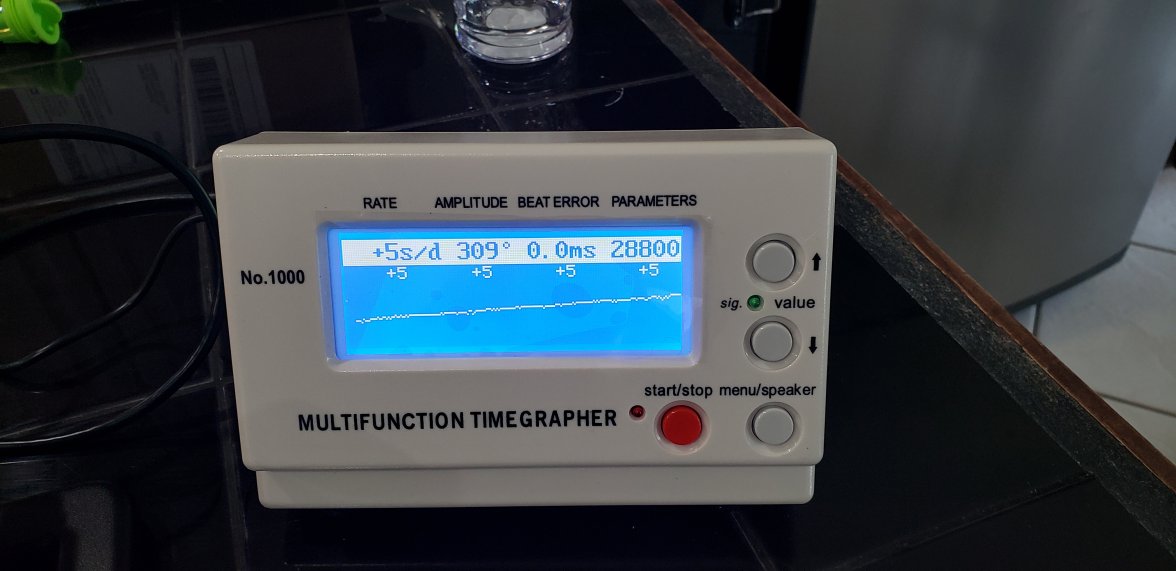 RATE AMPLITUDE BEAT ERROR PARAMETERS
+5s/d 309° 0.0ms 28800
+5 +5 +5 +5
No.1000
sig. value
start/stop menu/speaker
MULTIFUNCTION TIMEGRAPHER